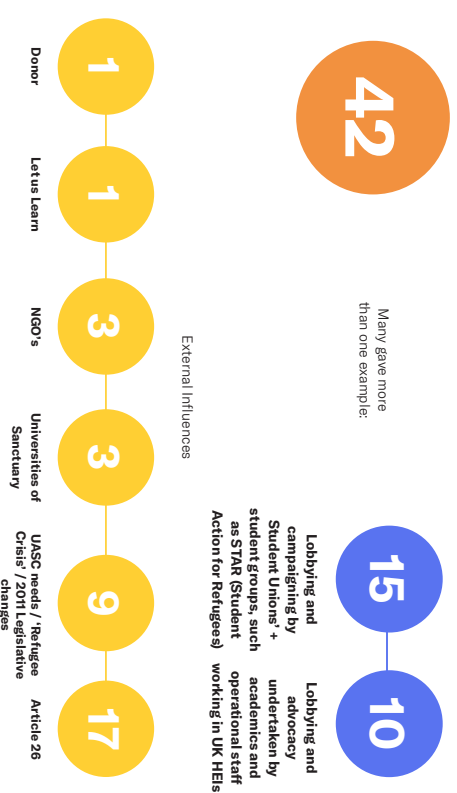 42
Many gave more
than one example:
15
Lobbying and
campaigning by
Student Unions' +
student groups, such
as STAR (Student
Action for Refugees)
10
Lobbying and
advocacy
undertaken by
academics and
operational staff
working in UK HEIs
External Influences
1
Donor
1
Let us Learn
3
NGO's
3
Universities of
Sanctuary
9
UASC needs / 'Refugee
Crisis' / 2011 Legislative
changes
17
Article 26